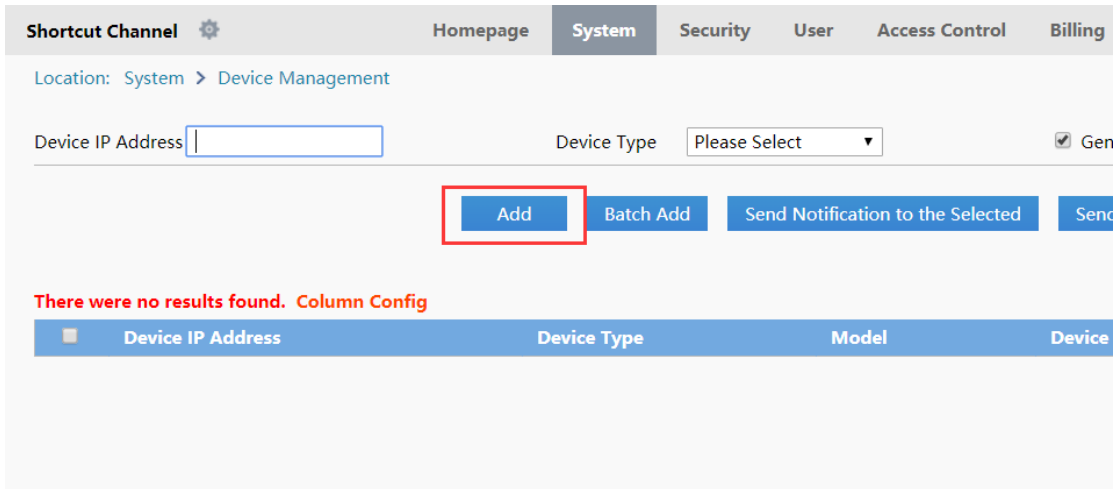 Shortcut Channel Homepage System Security User Access Control Billing
Location: System > Device Management
Device IP Address Device Type Please Select Gen
Add Batch Add Send Notification to the Selected Send
There were no results found. Column Config
Device IP Address Device Type Model Device